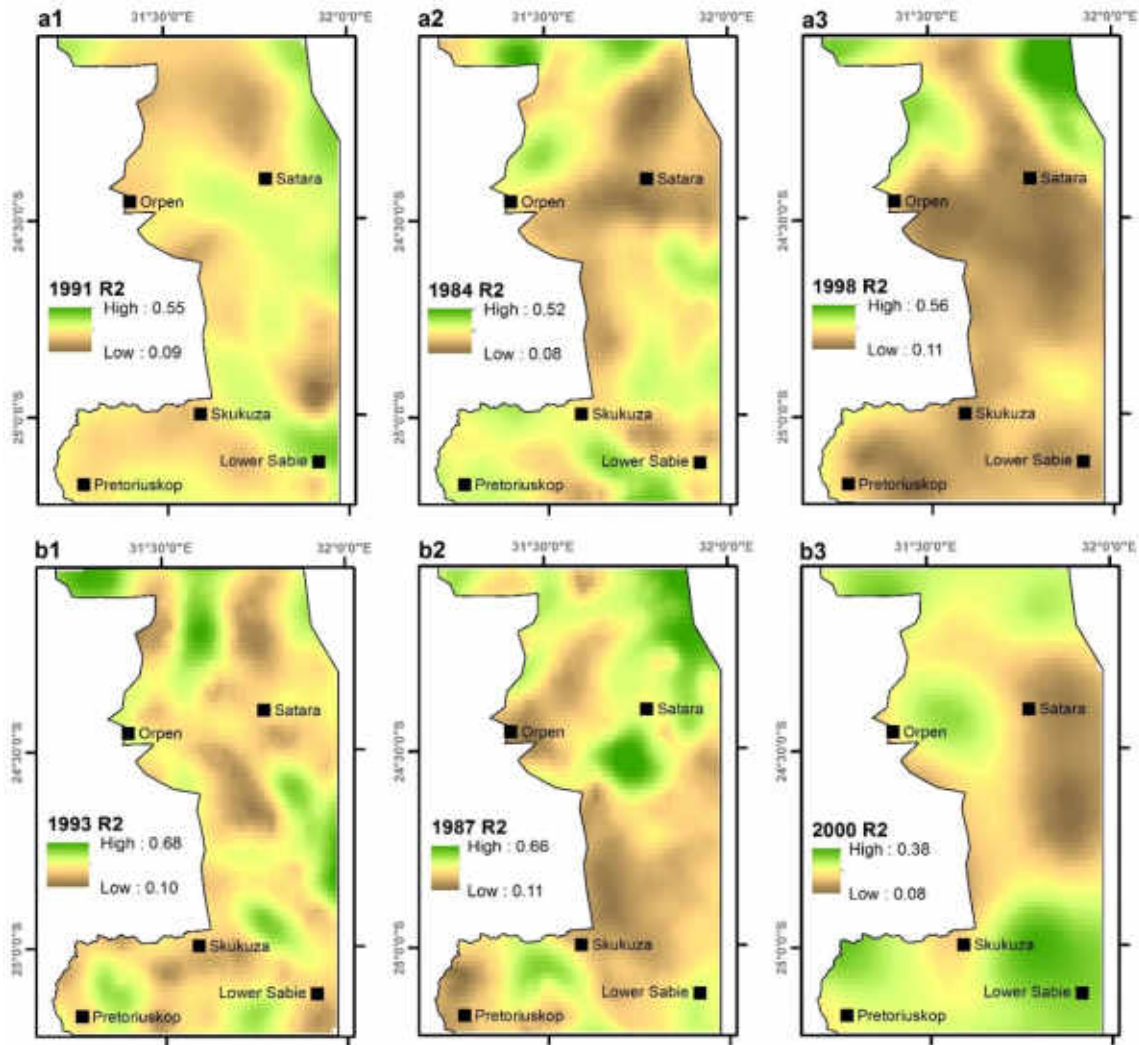 a1
31°30'0"E 32°0'0"E
Satara
Orpen
24°30'0"S
1991 R2
High : 0.55
Low : 0.09
Skukuza
25°0'0"S
Lower Sabie
Pretoriuskop
a2
31°30'0"E 32°0'0"E
Satara
Orpen
24°30'0"S
1984 R2
High : 0.52
Low : 0.08
Skukuza
25°0'0"S
Lower Sabie
Pretoriuskop
a3
31°30'0"E 32°0'0"E
Satara
Orpen
24°30'0"S
1998 R2
High : 0.56
Low : 0.11
Skukuza
25°0'0"S
Lower Sabie
Pretoriuskop
b1
31°30'0"E 32°0'0"E
Satara
Orpen
24°30'0"S
1993 R2
High : 0.68
Low : 0.10
Skukuza
25°0'0"S
Lower Sabie
Pretoriuskop
b2
31°30'0"E 32°0'0"E
Satara
Orpen
24°30'0"S
1987 R2
High : 0.66
Low : 0.11
Skukuza
25°0'0"S
Lower Sabie
Pretoriuskop
b3
31°30'0"E 32°0'0"E
Satara
Orpen
24°30'0"S
2000 R2
High : 0.38
Low : 0.08
Skukuza
25°0'0"S
Lower Sabie
Pretoriuskop